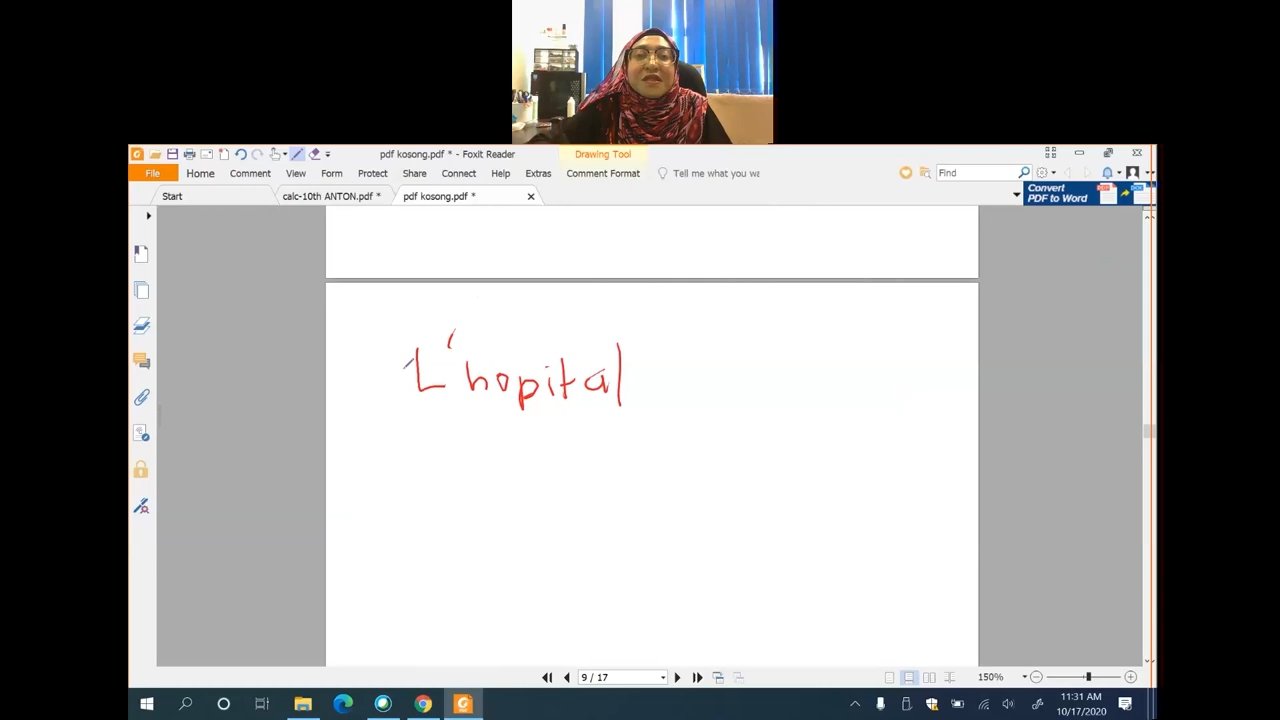 pdf kosong.pdf * - Foxit Reader
Drawing Tool
File Home Comment View Form Protect Share Connect Help Extras Comment Format Tell me what you wa Find
Start calc-10th ANTON.pdf * pdf kosong.pdf *
Convert
PDF to Word
L'hopital
9 / 17
150%
11:31 AM
10/17/2020